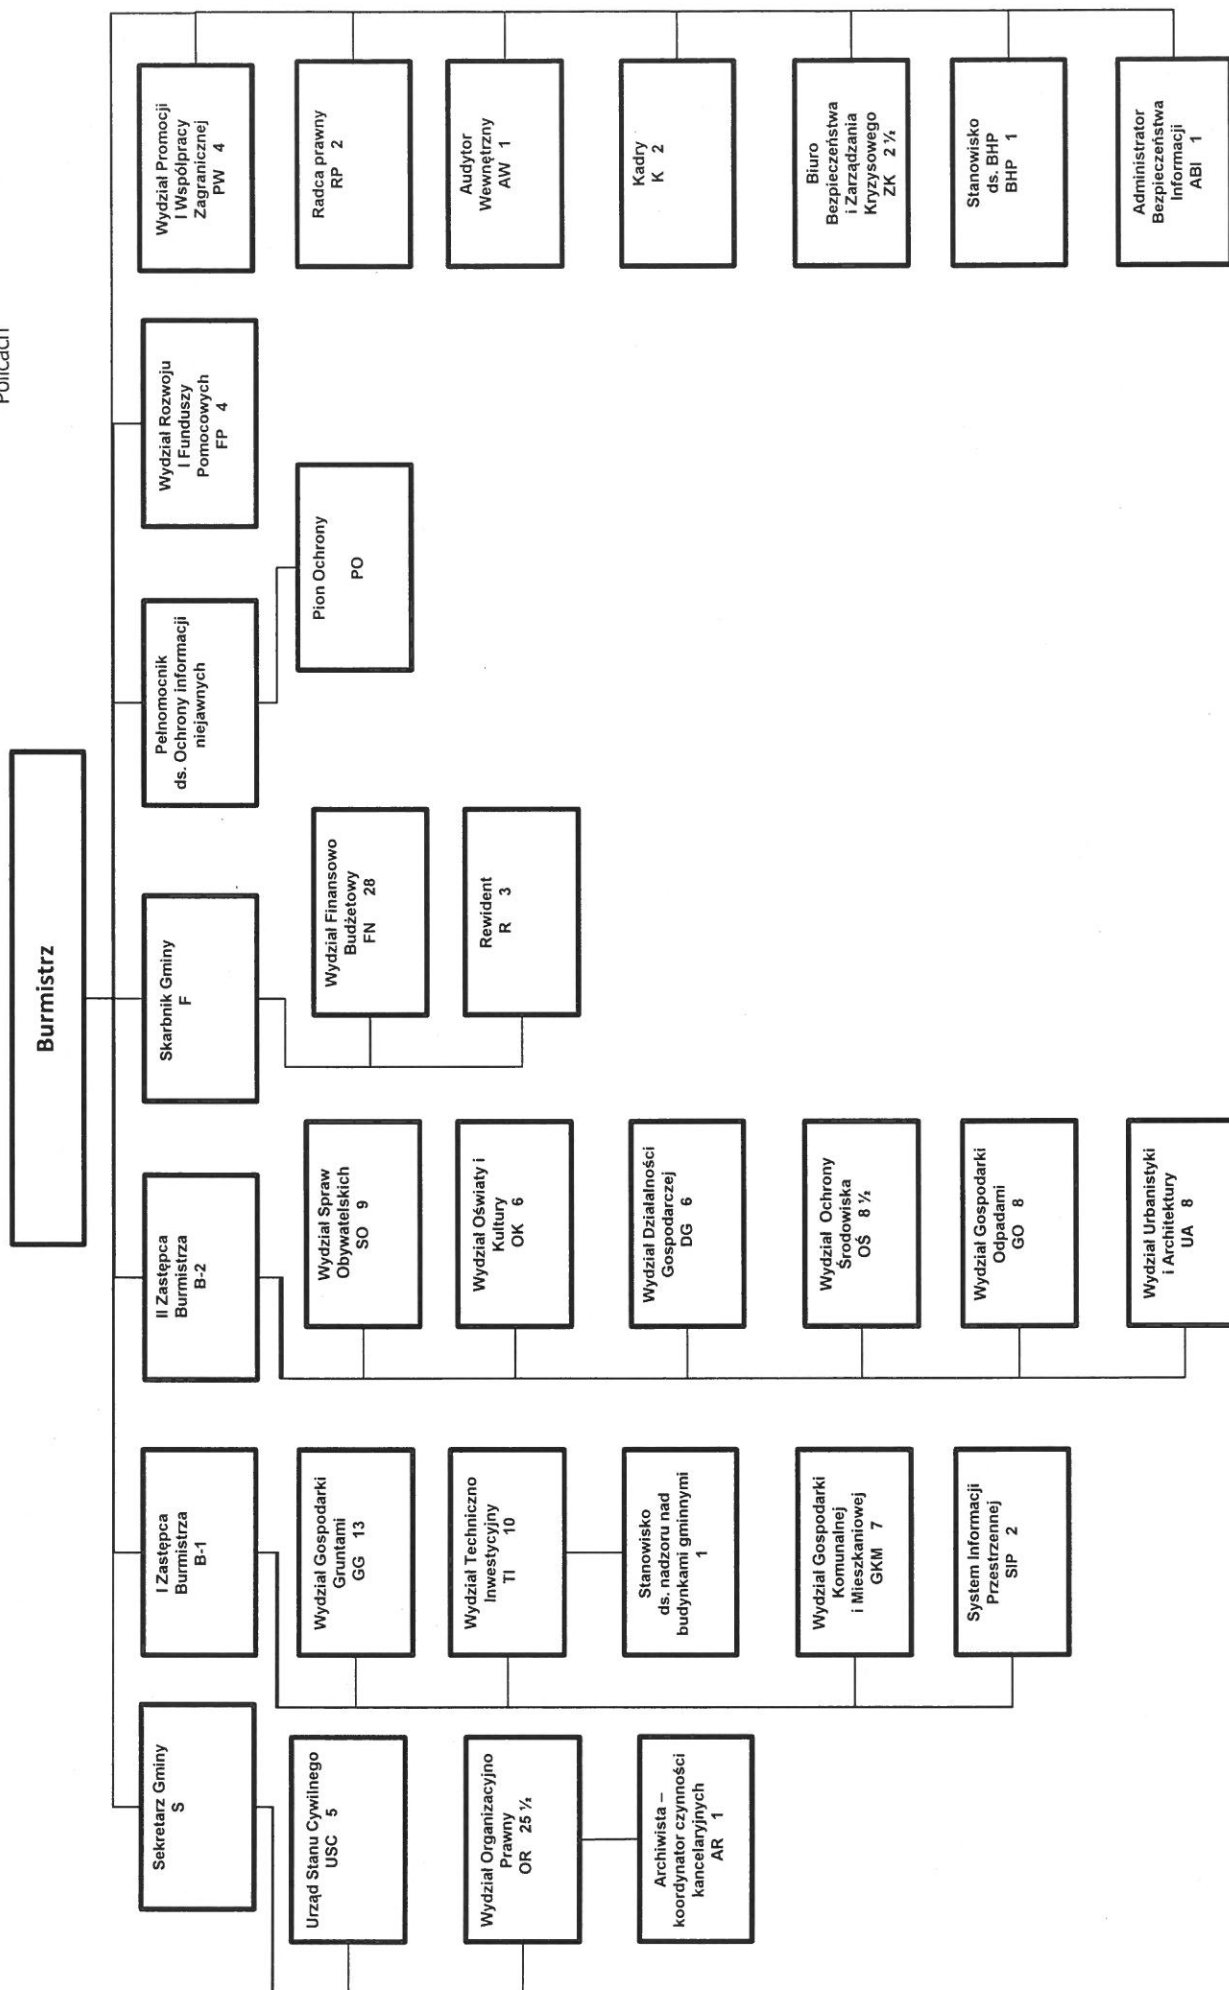 Policach
Burmistrz
Sekretarz Gminy
S
I Zastępca
Burmistrza
B-1
II Zastępca
Burmistrza
B-2
Skarbnik Gminy
F
Pełnomocnik
ds. Ochrony informacji
niejawnych
Wydział Rozwoju
I Funduszy
Pomocowych
FP 4
Wydział Promocji
I Współpracy
Zagranicznej
PW 4
Urząd Stanu Cywilnego
USC 5
Wydział Organizacyjno
Prawny
OR 25 ½
Archiwista –
koordynator czynności
kancelaryjnych
AR 1
Wydział Gospodarki
Gruntami
GG 13
Wydział Techniczno
Inwestycyjny
TI 10
Stanowisko
ds. nadzoru nad
budynkami gminnymi
1
Wydział Gospodarki
Komunalnej
i Mieszkaniowej
GKM 7
System Informacji
Przestrzennej
SIP 2
Wydział Spraw
Obywatelskich
SO 9
Wydział Oświaty i
Kultury
OK 6
Wydział Działalności
Gospodarczej
DG 6
Wydział Ochrony
Środowiska
OŚ 8 ½
Wydział Gospodarki
Odpadami
GO 8
Wydział Urbanistyki
i Architektury
UA 8
Wydział Finansowo
Budżetowy
FN 28
Rewident
R 3
Pion Ochrony
PO
Radca prawny
RP 2
Audytor
Wewnętrzny
AW 1
Kadry
K 2
Biuro
Bezpieczeństwa
i Zarządzania
Kryzysowego
ZK 2 ½
Stanowisko
ds. BHP
BHP 1
Administrator
Bezpieczeństwa
Informacji
ABI 1